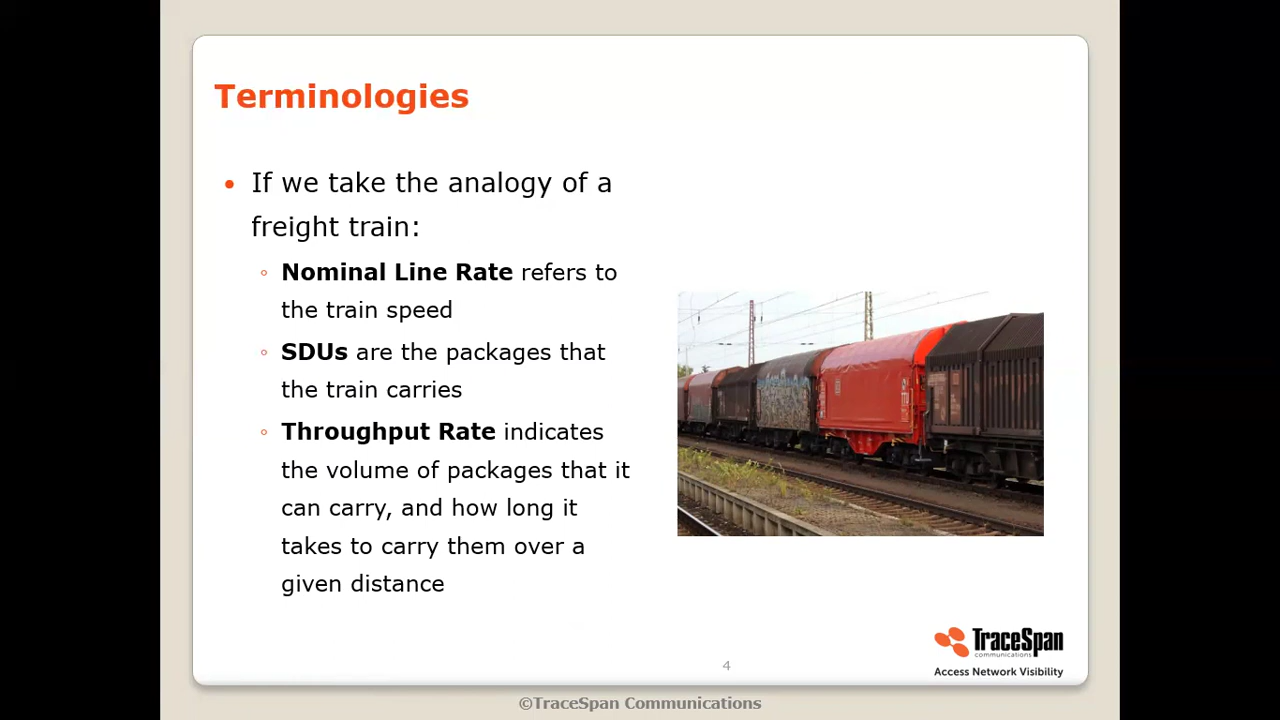 Terminologies
• If we take the analogy of a
freight train:
◦ Nominal Line Rate refers to
the train speed
◦ SDUs are the packages that
the train carries
◦ Throughput Rate indicates
the volume of packages that it
can carry, and how long it
takes to carry them over a
given distance
TraceSpan
communications
Access Network Visibility
4
©TraceSpan Communications